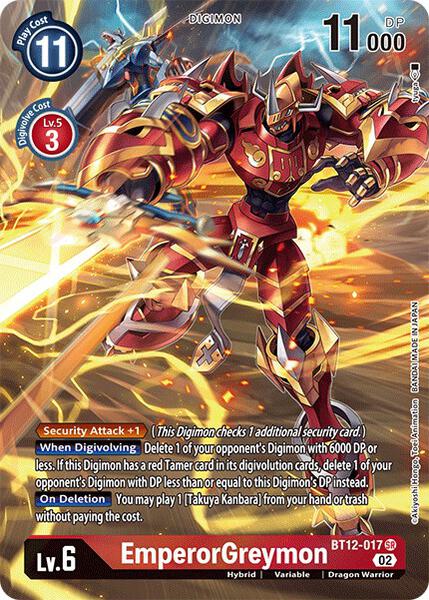 Play Cost
11
DIGIMON
DP
11000
Digivolve Cost
Lv.5
3
©Akiyoshi Hongo, Toei Animation BANDAI MADE IN JAPAN
Security Attack +1 (This Digimon checks 1 additional security card.)
When Digivolving Delete 1 of your opponent's Digimon with 6000 DP or
less. If this Digimon has a red Tamer card in its digivolution cards, delete 1 of your
opponent's Digimon with DP less than or equal to this Digimon's DP instead.
On Deletion You may play 1 [Takuya Kanbara] from your hand or trash
without paying the cost.
Lv.6
EmperorGreymon
BT12-017 SR
02
Hybrid | Variable | Dragon Warrior